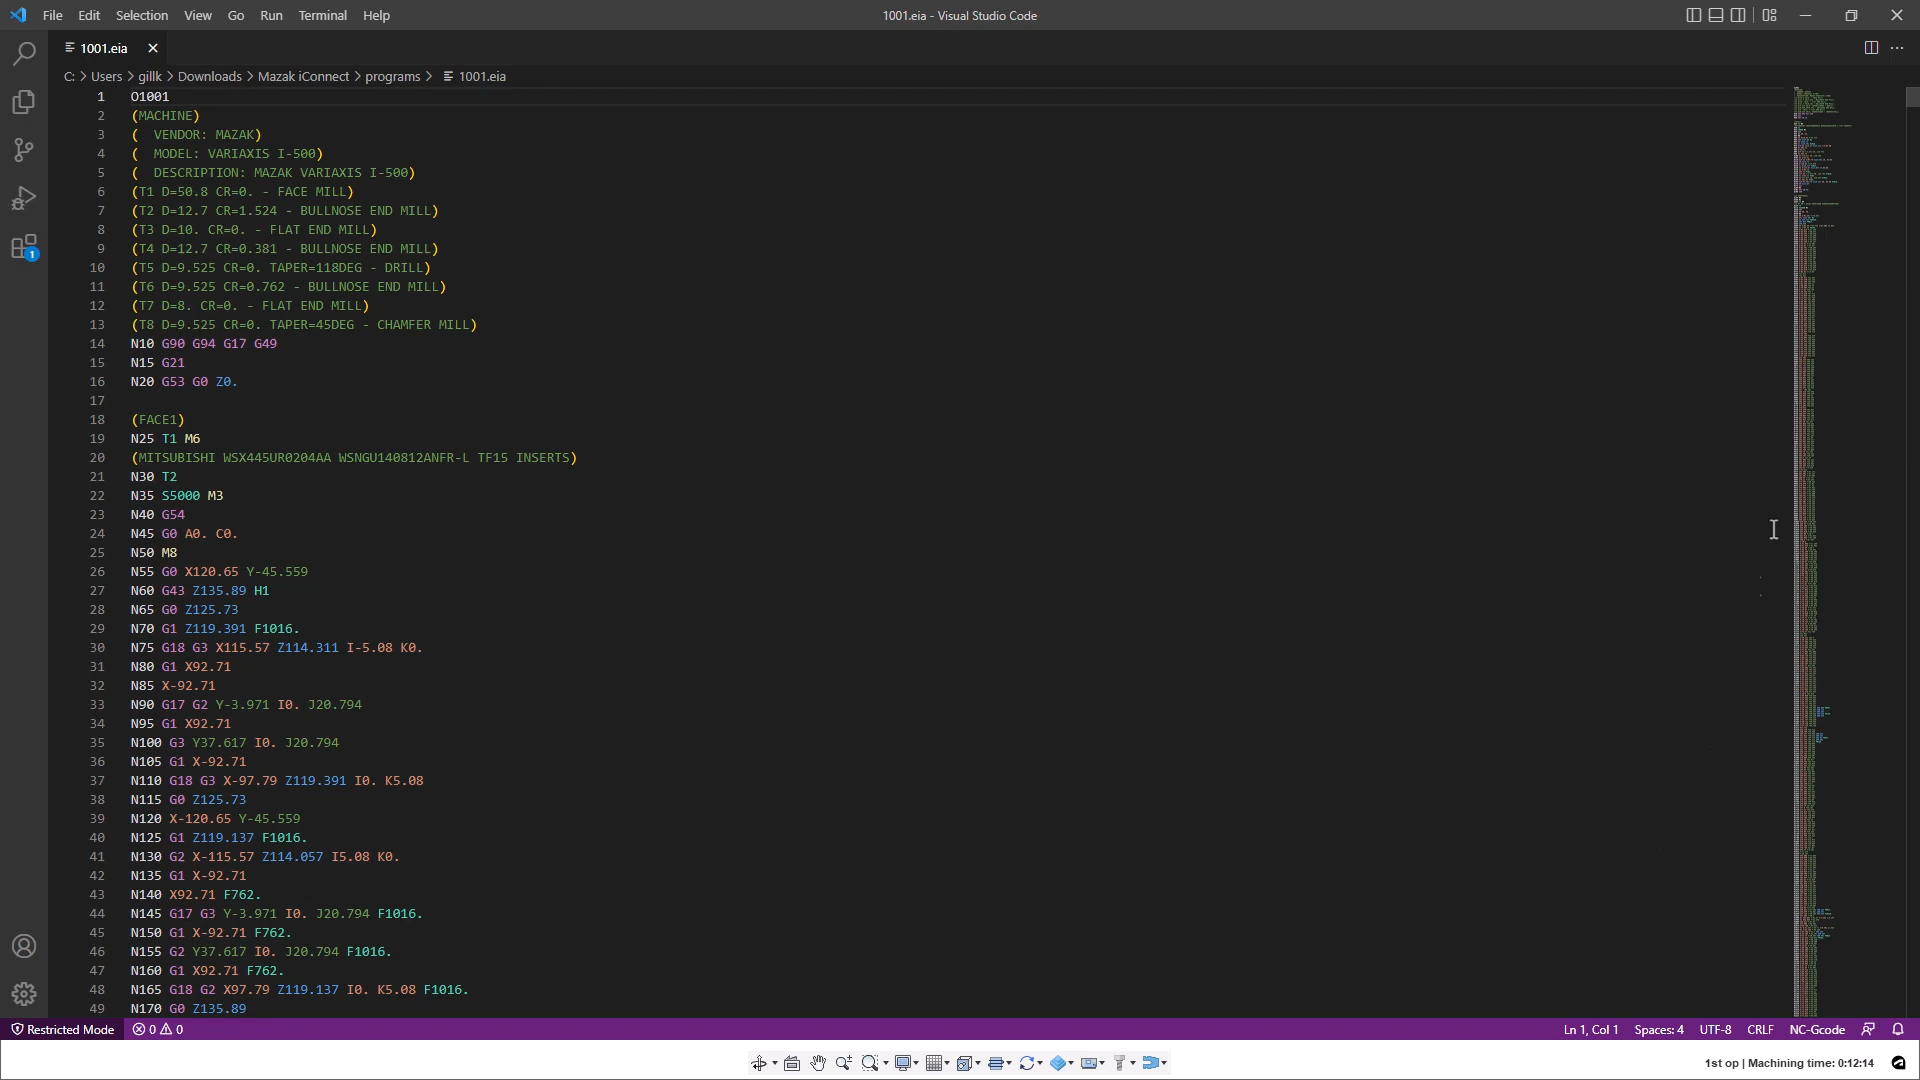 File Edit Selection View Go Run Terminal Help
1001.eia - Visual Studio Code
1001.eia
C: > Users > gillk > Downloads > Mazak iConnect > programs > 1001.eia
1 O1001
2 (MACHINE)
3 (  VENDOR: MAZAK)
4 (  MODEL: VARIAXIS I-500)
5 (  DESCRIPTION: MAZAK VARIAXIS I-500)
6 (T1 D=50.8 CR=0. - FACE MILL)
7 (T2 D=12.7 CR=1.524 - BULLNOSE END MILL)
8 (T3 D=10. CR=0. - FLAT END MILL)
9 (T4 D=12.7 CR=0.381 - BULLNOSE END MILL)
10 (T5 D=9.525 CR=0. TAPER=118DEG - DRILL)
11 (T6 D=9.525 CR=0.762 - BULLNOSE END MILL)
12 (T7 D=8. CR=0. - FLAT END MILL)
13 (T8 D=9.525 CR=0. TAPER=45DEG - CHAMFER MILL)
14 N10 G90 G94 G17 G49
15 N15 G21
16 N20 G53 G0 Z0.
17
18 (FACE1)
19 N25 T1 M6
20 (MITSUBISHI WSX445UR0204AA WSNGU140812ANFR-L TF15 INSERTS)
21 N30 T2
22 N35 S5000 M3
23 N40 G54
24 N45 G0 A0. C0.
25 N50 M8
26 N55 G0 X120.65 Y-45.559
27 N60 G43 Z135.89 H1
28 N65 G0 Z125.73
29 N70 G1 Z119.391 F1016.
30 N75 G18 G3 X115.57 Z114.311 I-5.08 K0.
31 N80 G1 X92.71
32 N85 X-92.71
33 N90 G17 G2 Y-3.971 I0. J20.794
34 N95 G1 X92.71
35 N100 G3 Y37.617 I0. J20.794
36 N105 G1 X-92.71
37 N110 G18 G3 X-97.79 Z119.391 I0. K5.08
38 N115 G0 Z125.73
39 N120 X-120.65 Y-45.559
40 N125 G1 Z119.137 F1016.
41 N130 G2 X-115.57 Z114.057 I5.08 K0.
42 N135 G1 X-92.71
43 N140 X92.71 F762.
44 N145 G17 G3 Y-3.971 I0. J20.794 F1016.
45 N150 G1 X-92.71 F762.
46 N155 G2 Y37.617 I0. J20.794 F1016.
47 N160 G1 X92.71 F762.
48 N165 G18 G2 X97.79 Z119.137 I0. K5.08 F1016.
49 N170 G0 Z135.89
1
Restricted Mode 0 0 Ln 1, Col 1 Spaces: 4 UTF-8 CRLF NC-Gcode
1st op | Machining time: 0:12:14